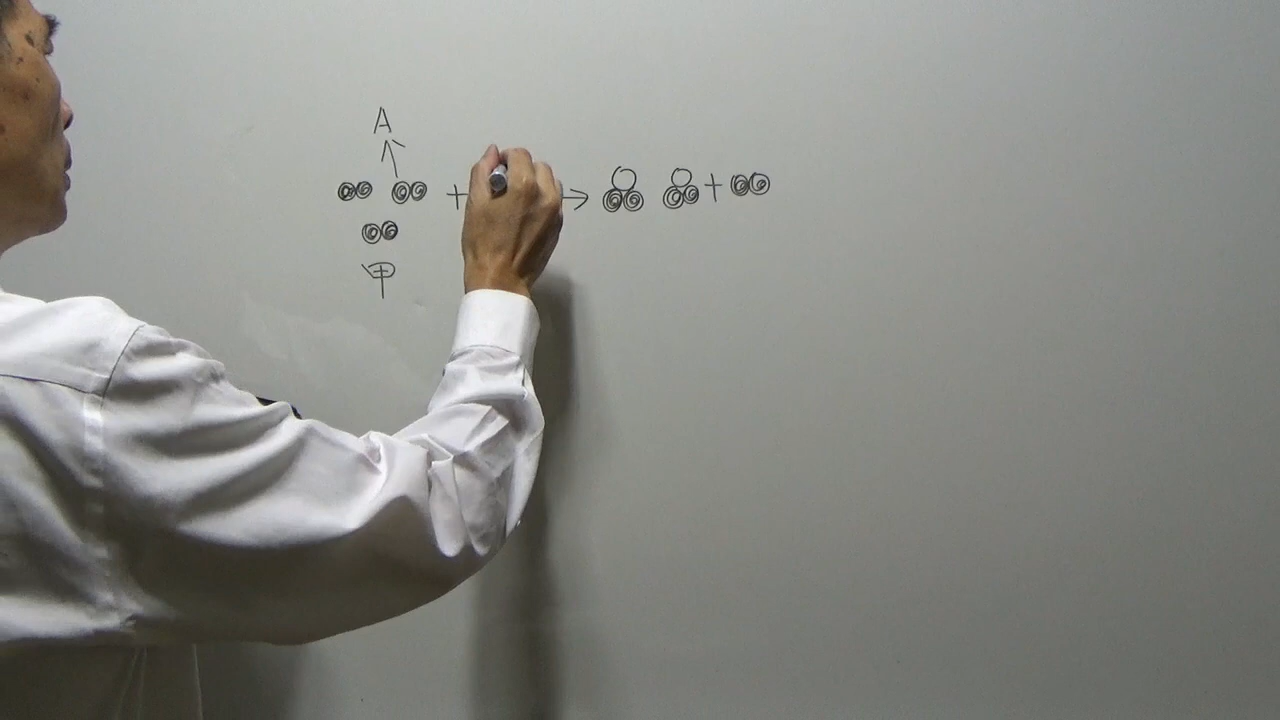 A
+ → +
甲